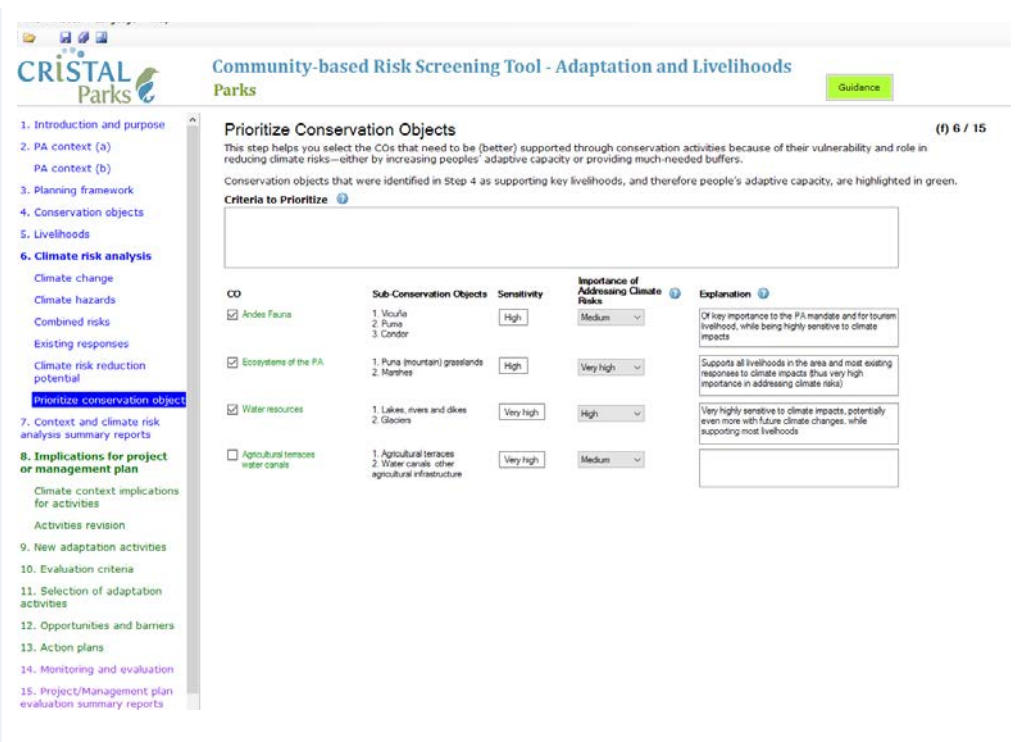 CRiSTAL
Parks
Community-based Risk Screening Tool - Adaptation and Livelihoods
Parks
Guidance
1. Introduction and purpose
2. PA context (a)
PA context (b)
3. Planning framework
4. Conservation objects
5. Livelihoods
6. Climate risk analysis
Climate change
Climate hazards
Combined risks
Existing responses
Climate risk reduction
potential
Prioritize conservation object
7. Context and climate risk
analysis summary reports
8. Implications for project
or management plan
Climate context implications
for activities
Activities revision
9. New adaptation activities
10. Evaluation criteria
11. Selection of adaptation
activities
12. Opportunities and barriers
13. Action plans
14. Monitoring and evaluation
15. Project/Management plan
evaluation summary reports
Prioritize Conservation Objects
(f) 6 / 15
This step helps you select the COs that need to be (better) supported through conservation activities because of their vulnerability and role in
reducing climate risks—either by increasing peoples' adaptive capacity or providing much-needed buffers.
Conservation objects that were identified in Step 4 as supporting key livelihoods, and therefore people's adaptive capacity, are highlighted in green.
Criteria to Prioritize
CO
Sub-Conservation Objects
Sensitivity
Importance of
Addressing Climate
Risks
Explanation
Andes Fauna
1. Vicuña
2. Puma
3. Condor
High
Medium
Of key importance to the PA mandate and for tourism
livelihood, while being highly sensitive to climate
impacts
Ecosystems of the PA
1. Puna (mountain) grasslands
2. Marshes
High
Very high
Supports all livelihoods in the area and most existing
responses to climate impacts (thus very high
importance in addressing climate risks)
Water resources
1. Lakes, rivers and dikes
2. Glaciers
Very high
High
Very highly sensitive to climate impacts, potentially
even more with future climate changes, while
supporting most livelihoods
Agricultural terraces
water canals
1. Agricultural terraces
2. Water canals other
agricultural infrastructure
Very high
Medium